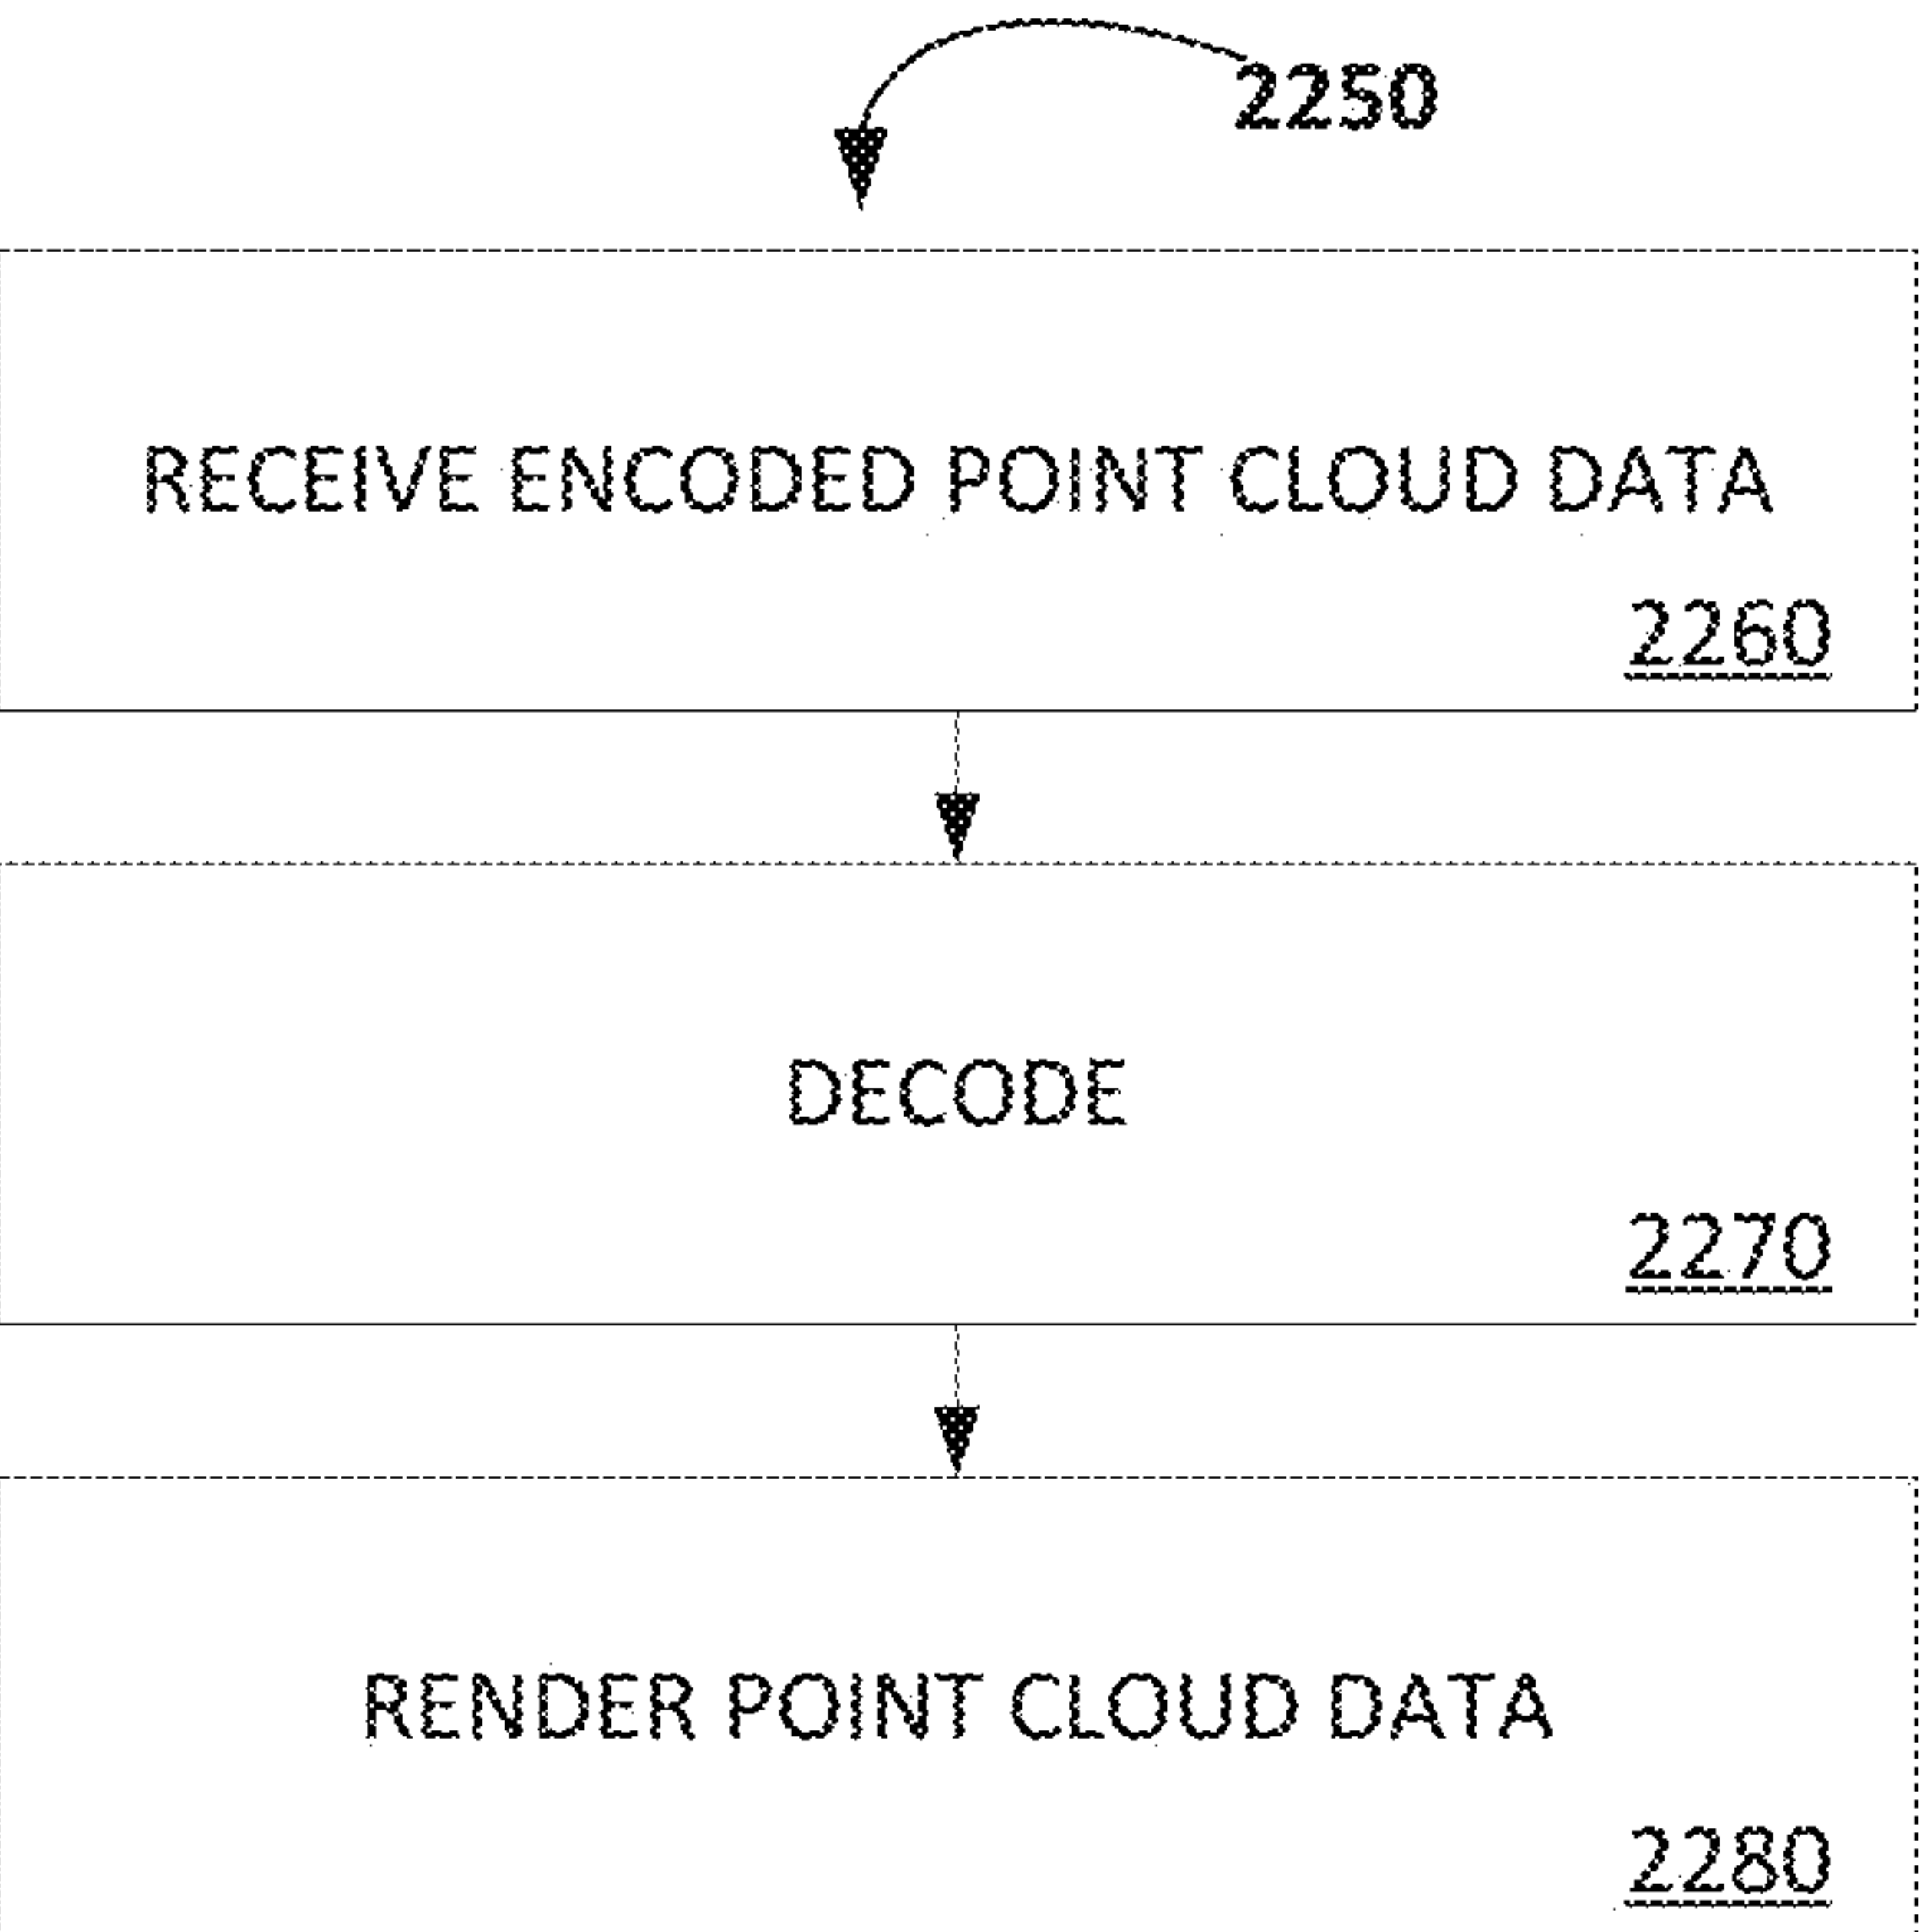 2250
RECEIVE ENCODED POINT CLOUD DATA
2260
DECODE
2270
RENDER POINT CLOUD DATA
2280